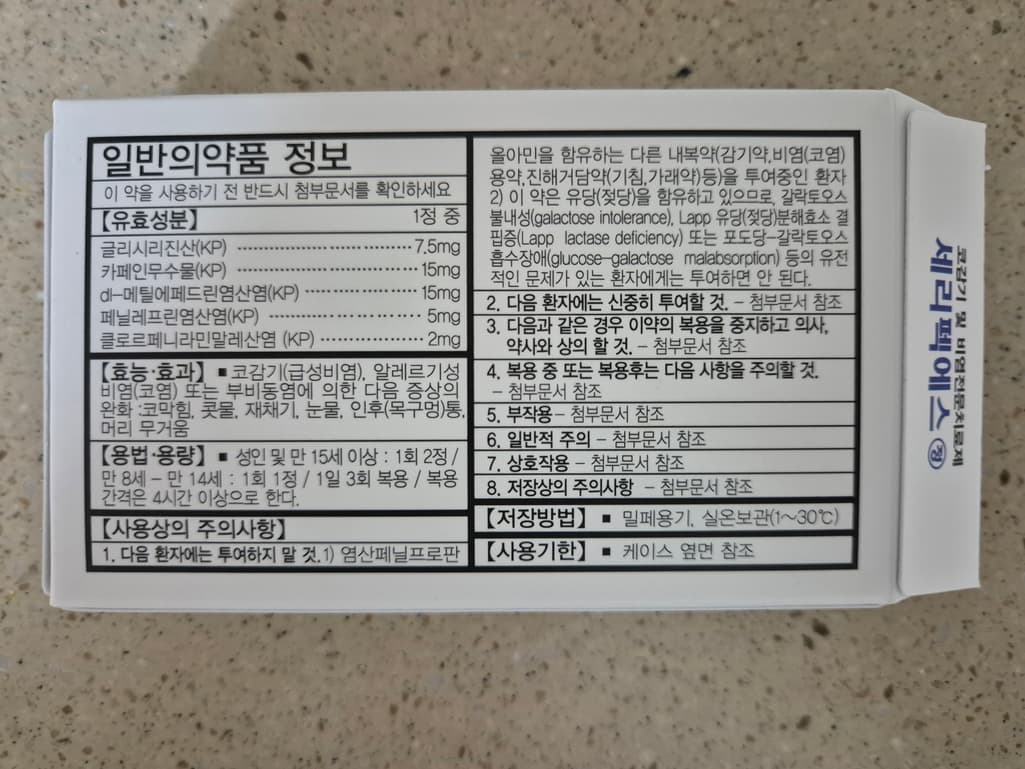 일반의약품 정보
이 약을 사용하기 전 반드시 첨부문서를 확인하세요
【유효성분】 1정 중
글리시리진산(KP) ················ 7.5mg
카페인무수물(KP) ················ 15mg
dl-메틸에페드린염산염(KP) ················ 15mg
페닐레프린염산염(KP) ················ 5mg
클로르페니라민말레산염 (KP) ················ 2mg
【효능·효과】 ■ 코감기(급성비염), 알레르기성
비염(코염) 또는 부비동염에 의한 다음 증상의
완화 :코막힘, 콧물, 재채기, 눈물, 인후(목구멍)통,
머리 무거움
【용법·용량】 ■ 성인 및 만 15세 이상 : 1회 2정 /
만 8세 - 만 14세 : 1회 1정 / 1일 3회 복용 / 복용
간격은 4시간 이상으로 한다.
【사용상의 주의사항】
1. 다음 환자에는 투여하지 말 것. 1) 염산페닐프로판
올아민을 함유하는 다른 내복약(감기약,비염(코염)
용약,진해거담약(기침,가래약)등)을 투여중인 환자
2) 이 약은 유당(젖당)을 함유하고 있으므로, 갈락토오스
불내성(galactose intolerance), Lapp 유당(젖당)분해효소 결
핍증(Lapp lactase deficiency) 또는 포도당-갈락토오스
흡수장애(glucose-galactose malabsorption) 등의 유전
적인 문제가 있는 환자에게는 투여하면 안 된다.
2. 다음 환자에는 신중히 투여할 것. - 첨부문서 참조
3. 다음과 같은 경우 이약의 복용을 중지하고 의사,
약사와 상의 할 것. - 첨부문서 참조
4. 복용 중 또는 복용후는 다음 사항을 주의할 것.
- 첨부문서 참조
5. 부작용 - 첨부문서 참조
6. 일반적 주의 - 첨부문서 참조
7. 상호작용 - 첨부문서 참조
8. 저장상의 주의사항 - 첨부문서 참조
【저장방법】 ■ 밀폐용기, 실온보관(1~30℃)
【사용기한】 ■ 케이스 옆면 참조
코감기 및 비염 전문치료제
세리펙에스 정